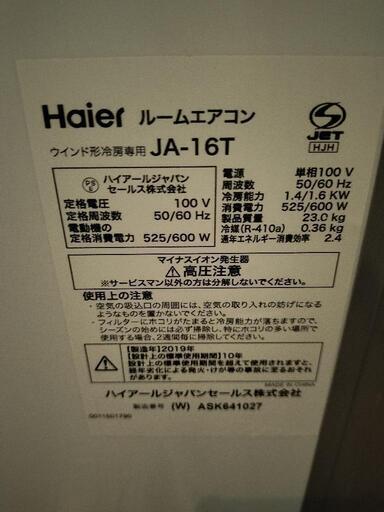 Haier ルームエアコン
ウインド形冷房専用 JA-16T
JET
HJH
PS
E
ハイアールジャパン
セールス株式会社
定格電圧 100 V
定格周波数 50/60 Hz
電動機の
定格消費電力 525/600 W
電源 単相100 V
周波数 50/60 Hz
冷房能力 1.4/1.6 KW
消費電力 525/600 W
製品質量 23.0 kg
冷媒(R-410a) 0.36 kg
通年エネルギー消費効率 2.4
マイナスイオン発生器
高圧注意
※サービスマン以外の方は分解しないでください。
使用上の注意
・空気の吸込口の周囲には、空気の取り入れの妨げになる
ようなものを置かないでください。
・フィルターにホコリがたまると冷房能力が落ちますので、
シーズンの始めには必ず掃除し、特にホコリの多い場所で
使用する場合、2週間毎に掃除してください。
【製造年】2019年
【設計上の標準使用期間】10年
設計上の標準使用期間を超えて使用されますと、
経年劣化による発火・けが等の事故に至るおそれ
があります。
MADE IN CHINA
ハイアールジャパンセールス株式会社
製造番号 (W) ASK641027
0011501790